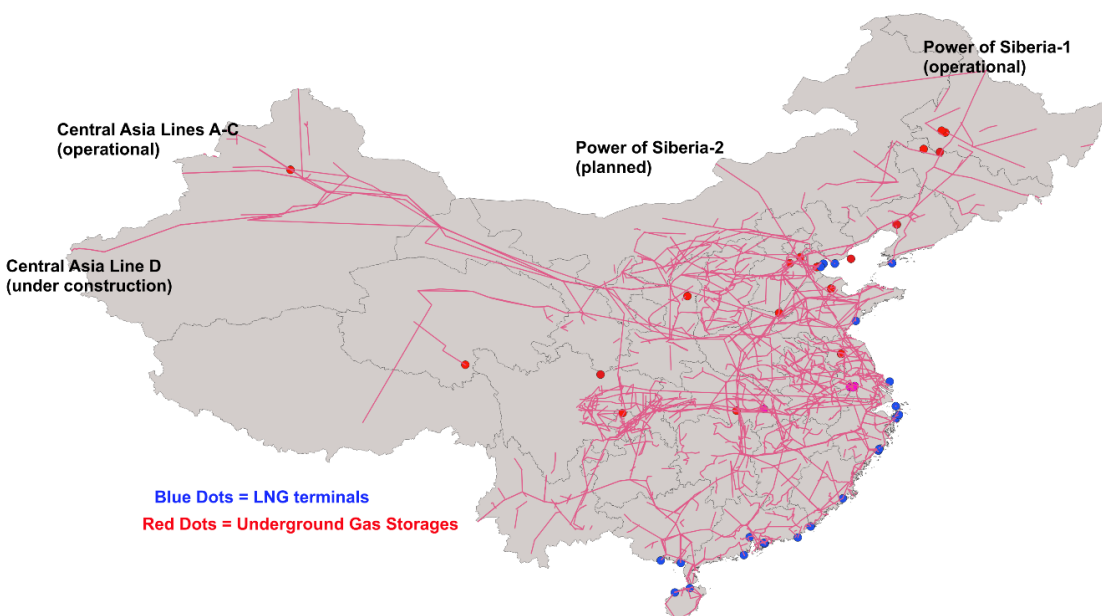 Power of Siberia-1
(operational)
Central Asia Lines A-C
(operational)
Power of Siberia-2
(planned)
Central Asia Line D
(under construction)
Blue Dots = LNG terminals
Red Dots = Underground Gas Storages